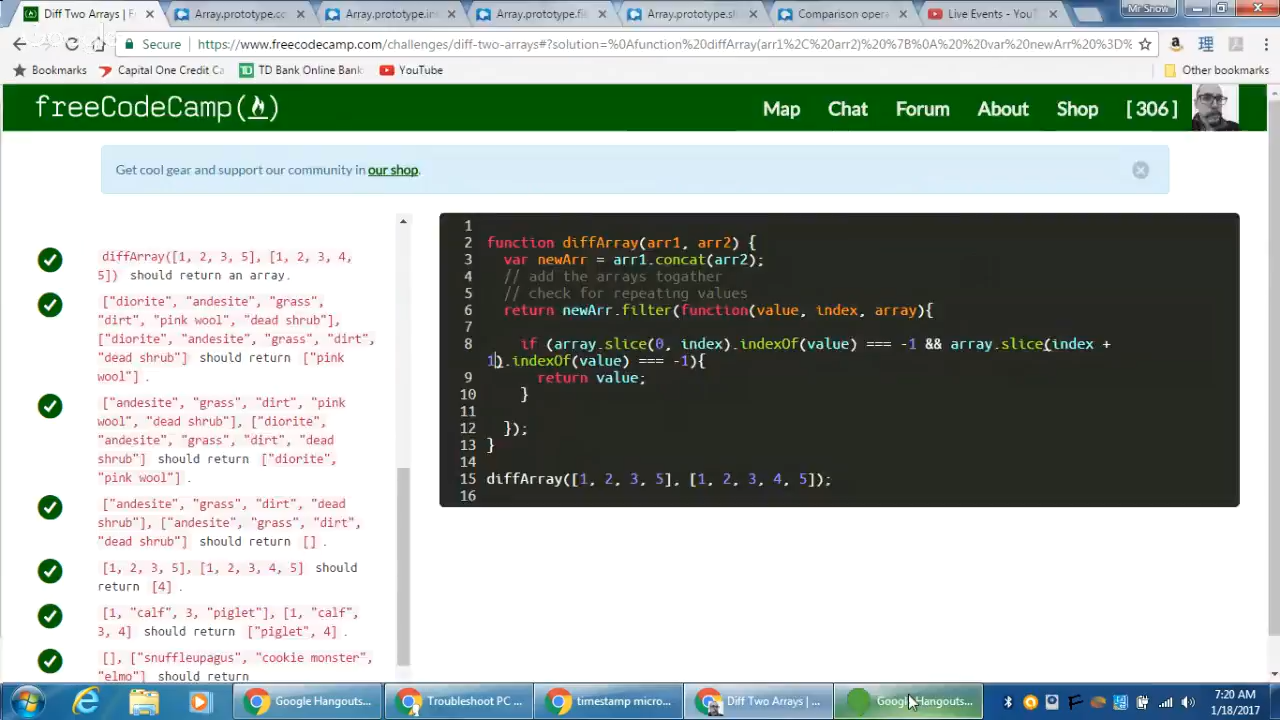 Diff Two Arrays | F
Array.prototype.co
Array.prototype.in
Array.prototype.fil
Array.prototype.s
Comparison opera
Live Events - YouT
Mr Snow
Secure
https://www.freecodecamp.com/challenges/diff-two-arrays#?solution=%0Afunction%20diffArray(arr1%2C%20arr2)%20%7B%0A%20%20var%20newArr%20%3D%
Bookmarks
Capital One Credit Ca
TD Bank Online Bank
YouTube
Other bookmarks
freeCodeCamp
Map
Chat
Forum
About
Shop
[ 306 ]
Get cool gear and support our community in our shop.
diffArray([1, 2, 3, 5], [1, 2, 3, 4,
5]) should return an array.
["diorite", "andesite", "grass",
"dirt", "pink wool", "dead shrub"],
["diorite", "andesite", "grass", "dirt",
"dead shrub"] should return ["pink
wool"].
["andesite", "grass", "dirt", "pink
wool", "dead shrub"], ["diorite",
"andesite", "grass", "dirt", "dead
shrub"] should return ["diorite",
"pink wool"].
["andesite", "grass", "dirt", "dead
shrub"], ["andesite", "grass", "dirt",
"dead shrub"] should return [].
[1, 2, 3, 5], [1, 2, 3, 4, 5] should
return [4].
[1, "calf", 3, "piglet"], [1, "calf",
3, 4] should return ["piglet", 4].
[], ["snuffleupagus", "cookie monster",
"elmo"] should return
1
2 function diffArray(arr1, arr2) {
3 var newArr = arr1.concat(arr2);
4 // add the arrays togather
5 // check for repeating values
6 return newArr.filter(function(value, index, array){
7
8 if (array.slice(0, index).indexOf(value) === -1 && array.slice(index +
1).indexOf(value) === -1){
9 return value;
10 }
11
12 });
13 }
14
15 diffArray([1, 2, 3, 5], [1, 2, 3, 4, 5]);
16
Google Hangouts...
Troubleshoot PC ...
timestamp micro...
Diff Two Arrays | ...
Google Hangouts...
7:20 AM
1/18/2017